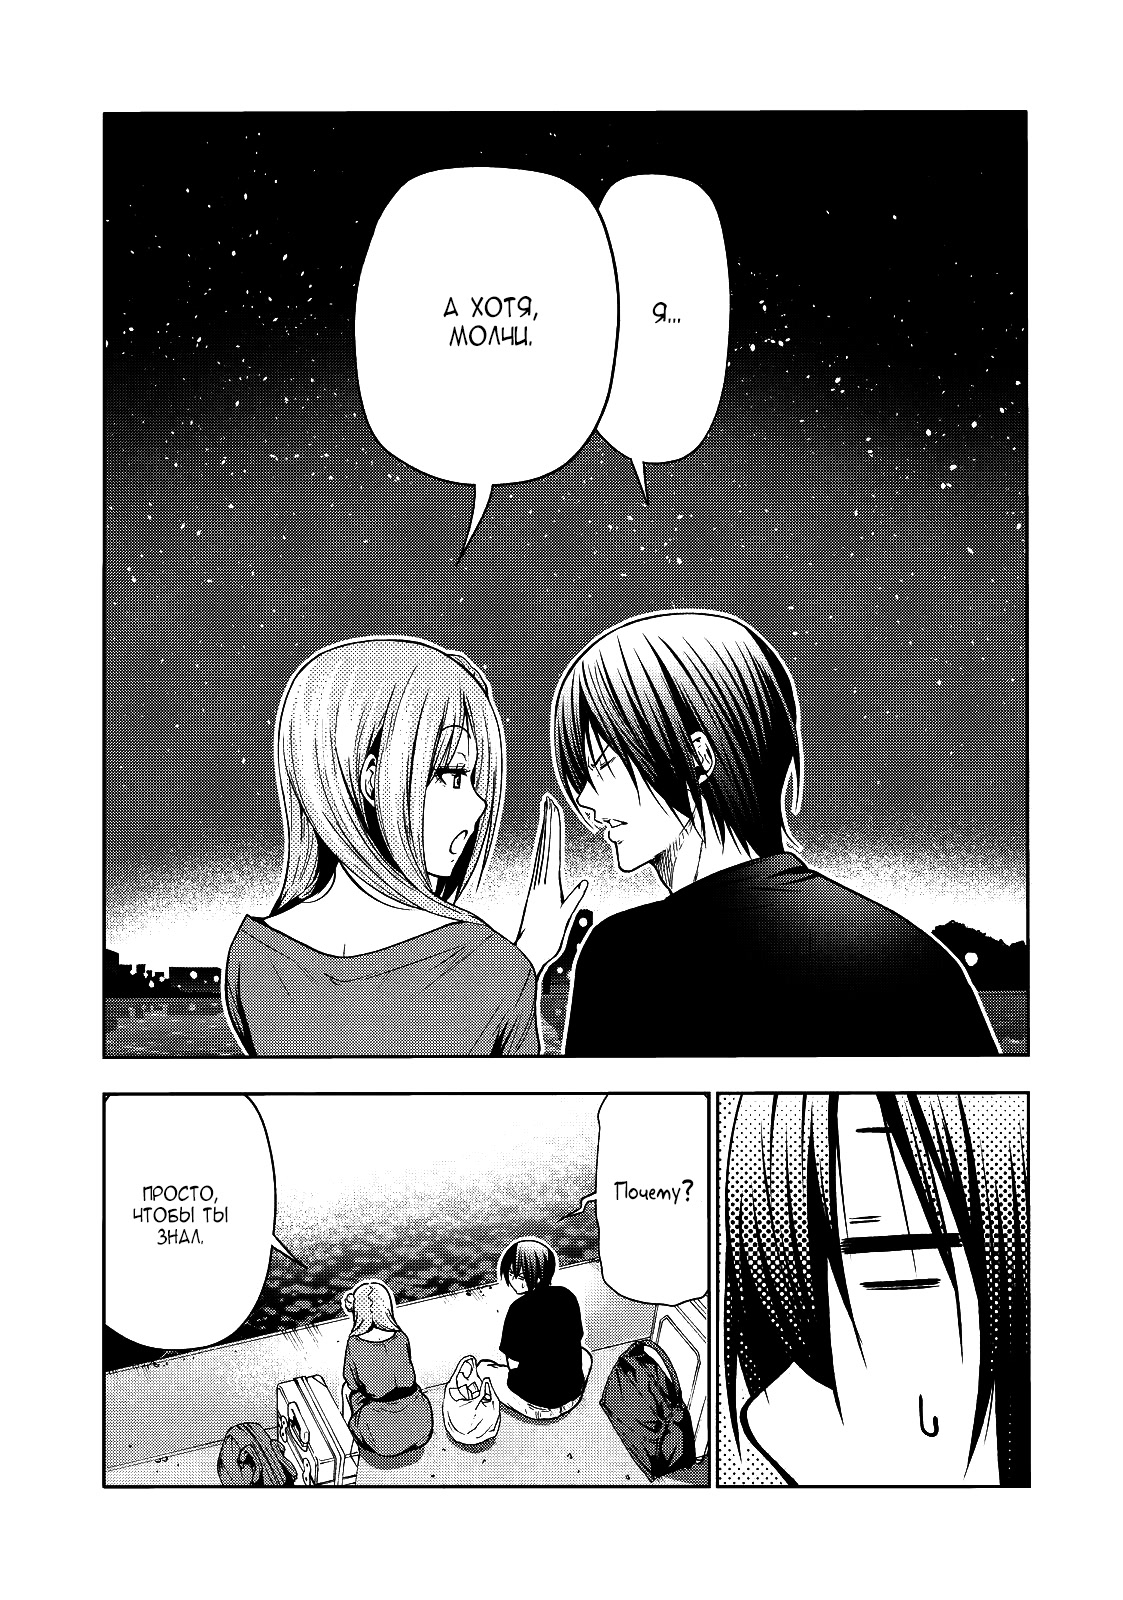 Я...
А ХОТЯ,
МОЛЧИ.
Почему?
ПРОСТО,
ЧТОБЫ ТЫ
ЗНАЛ.